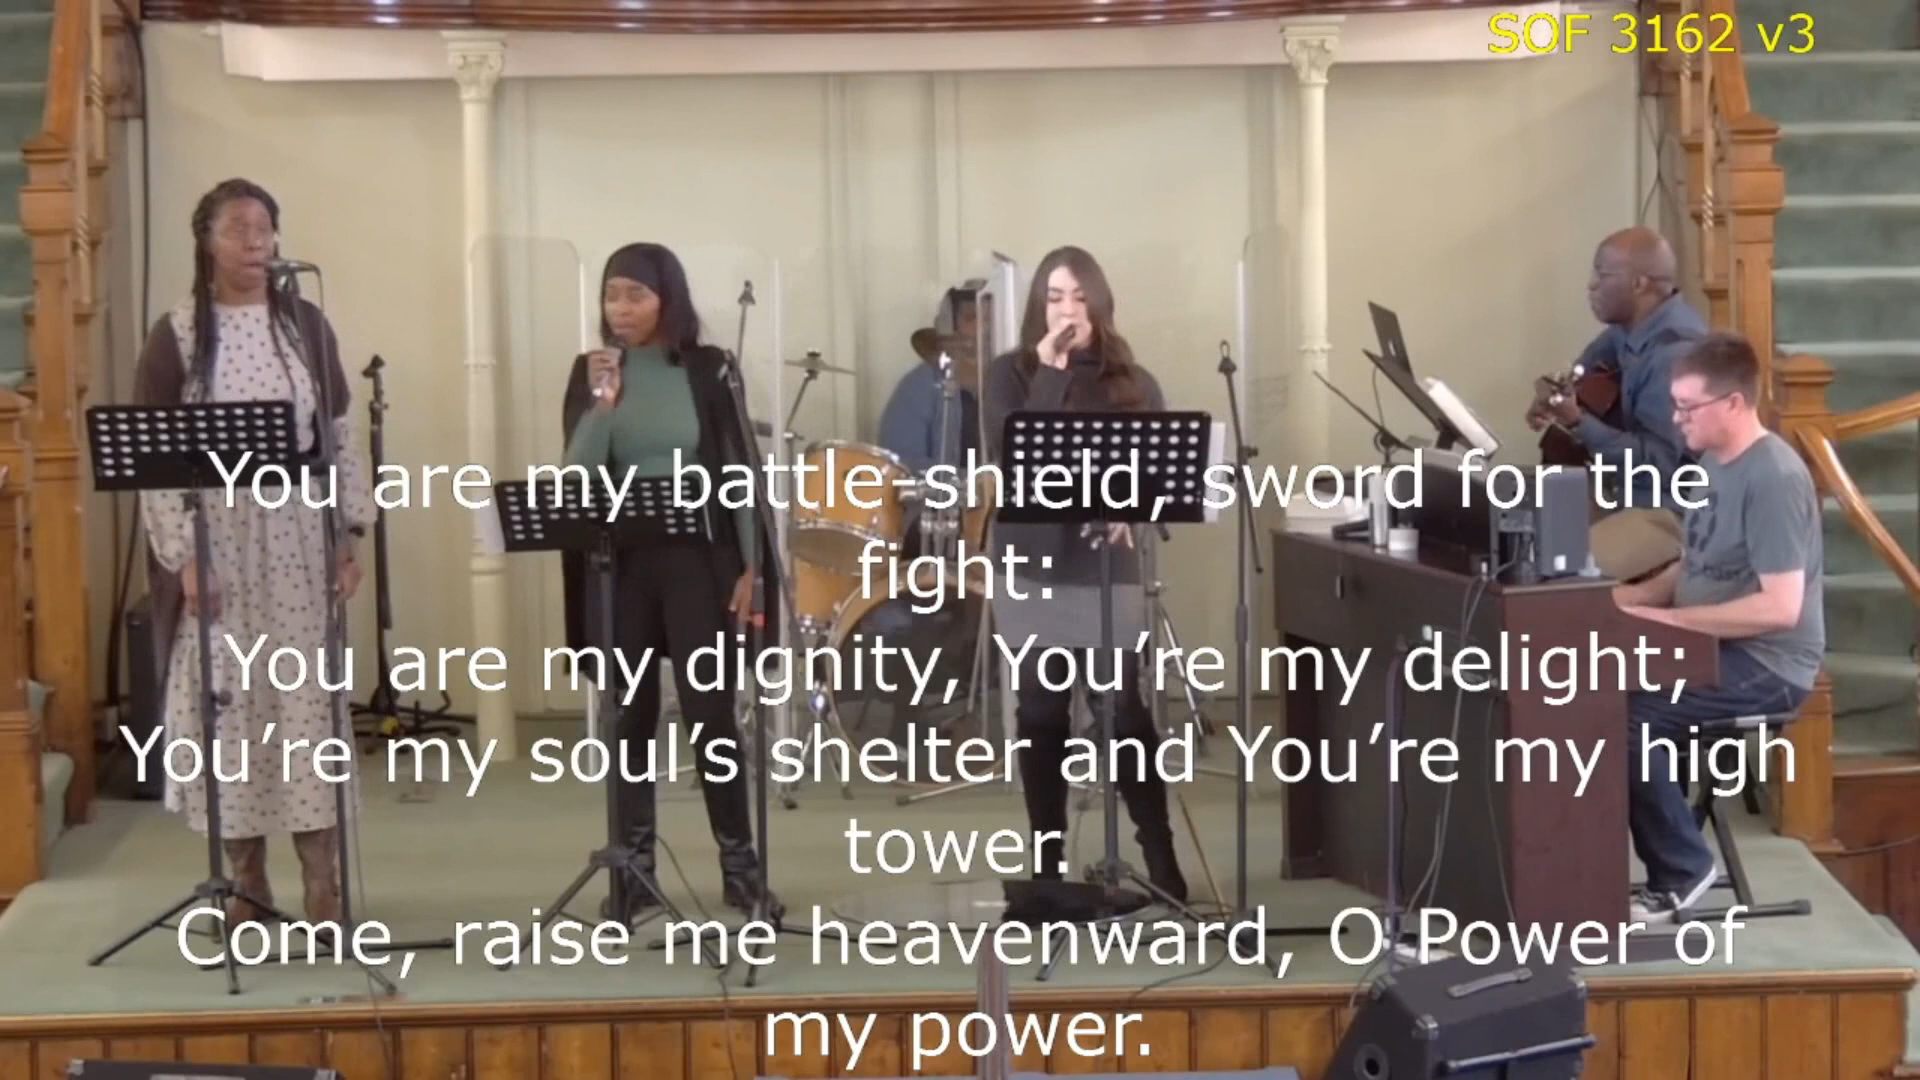 SOF 3162 v3
You are my battle-shield, sword for the
fight:
You are my dignity, You’re my delight;
You’re my soul’s shelter and You’re my high
tower.
Come, raise me heavenward, O Power of
my power.